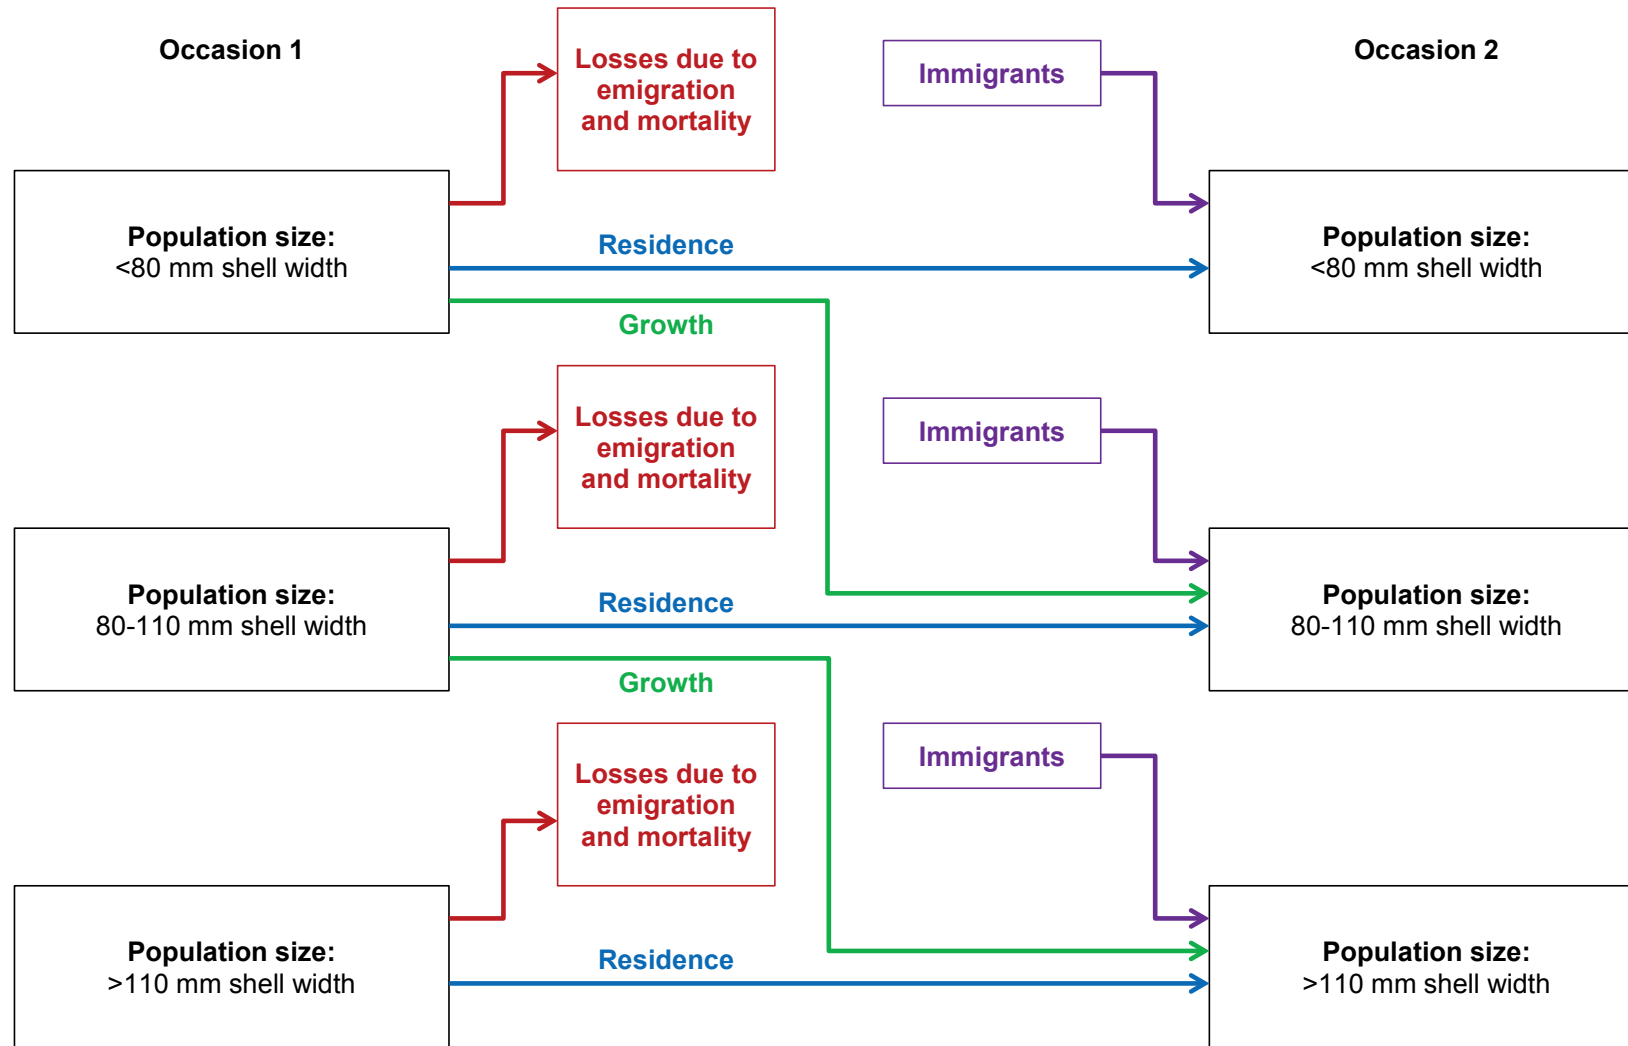 Occasion 1
Losses due to
emigration
and mortality
Immigrants
Occasion 2
Population size:
<80 mm shell width
Residence
Population size:
<80 mm shell width
Growth
Losses due to
emigration
and mortality
Immigrants
Population size:
80-110 mm shell width
Residence
Population size:
80-110 mm shell width
Growth
Losses due to
emigration
and mortality
Immigrants
Population size:
>110 mm shell width
Residence
Population size:
>110 mm shell width